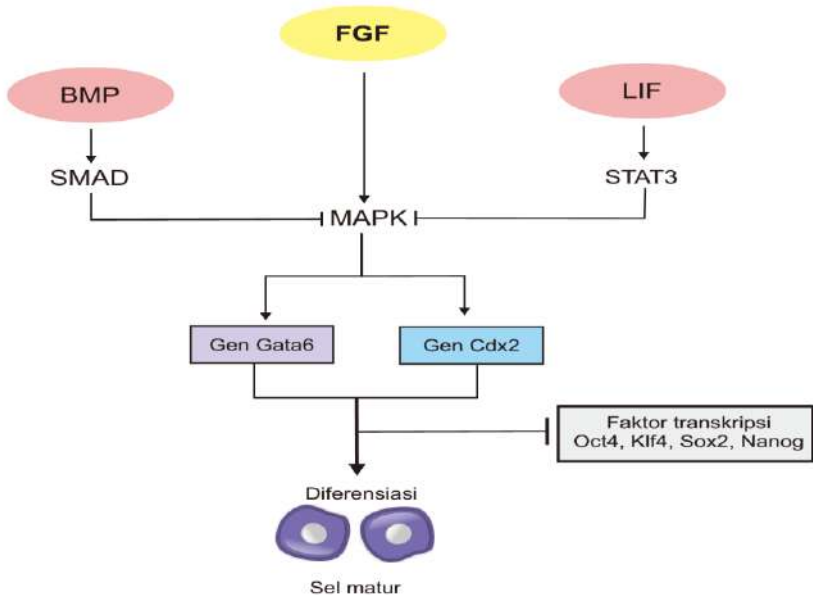 FGF
BMP
LIF
SMAD
STAT3
MAPK
Gen Gata6
Gen Cdx2
Faktor transkripsi
Oct4, Klf4, Sox2, Nanog
Diferensiasi
Sel matur